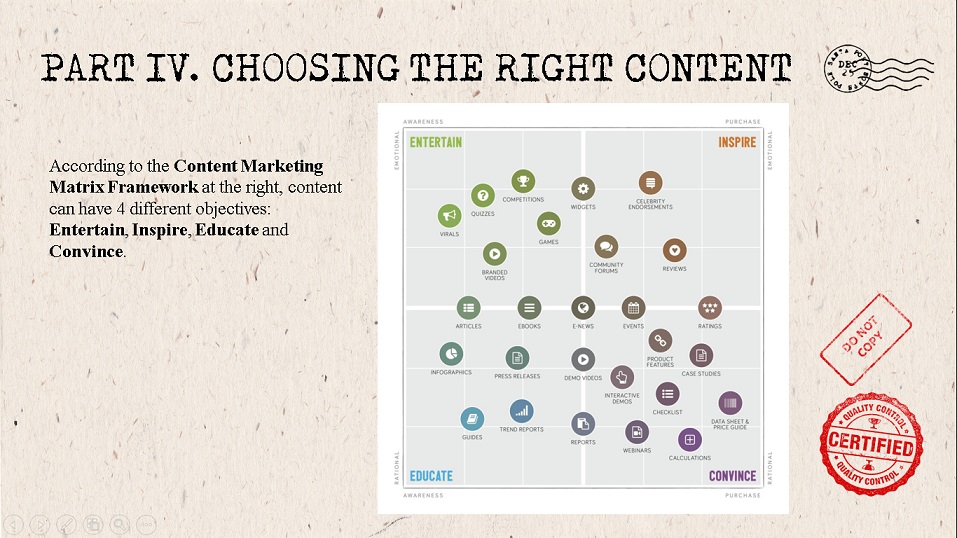 PART IV. CHOOSING THE RIGHT CONTENT
DEC
25
According to the Content Marketing
Matrix Framework at the right, content
can have 4 different objectives:
Entertain, Inspire, Educate and
Convince.
AWARENESS
PURCHASE
EMOTIONAL
EMOTIONAL
ENTERTAIN
INSPIRE
QUIZZES
COMPETITIONS
WIDGETS
CELEBRITY
ENDORSEMENTS
VIRALS
GAMES
BRANDED
VIDEOS
COMMUNITY
FORUMS
REVIEWS
ARTICLES
EBOOKS
E-NEWS
EVENTS
RATINGS
INFOGRAPHICS
PRESS RELEASES
DEMO VIDEOS
PRODUCT
FEATURES
CASE STUDIES
INTERACTIVE
DEMOS
CHECKLIST
DATA SHEET &
PRICE GUIDE
GUIDES
TREND REPORTS
REPORTS
WEBINARS
CALCULATIONS
RATIONAL
RATIONAL
EDUCATE
CONVINCE
AWARENESS
PURCHASE
DO NOT
COPY
QUALITY CONTROL
CERTIFIED
QUALITY CONTROL